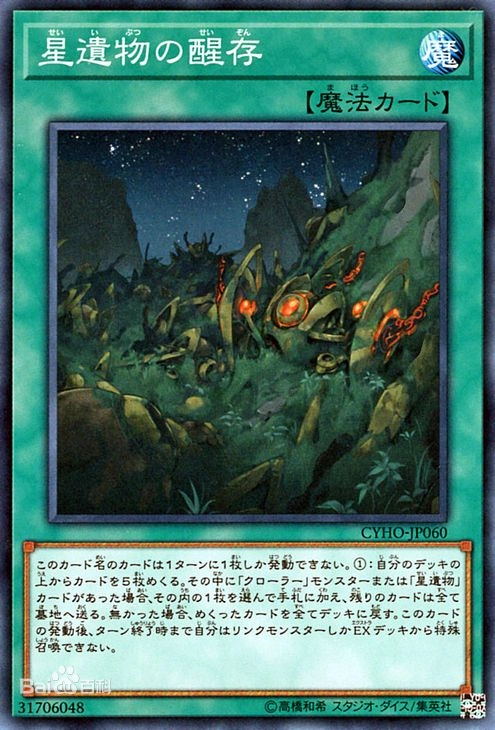 星遺物の醒存
魔
【魔法カード】
CYHO-JP060
このカード名のカードは1ターンに1枚しか発動できない。①:自分のデッキの
上からカードを5枚めくる。その中に「クローラー」モンスターまたは「星遺物」
カードがあった場合、その内の1枚を選んで手札に加え、残りのカードは全て
墓地へ送る。無かった場合、めくったカードを全てデッキに戻す。このカード
の発動後、ターン終了時まで自分はリンクモンスターしかEXデッキから特殊
召喚できない。
Bai百科
31706048
©高橋和希 スタジオ・ダイス/集英社